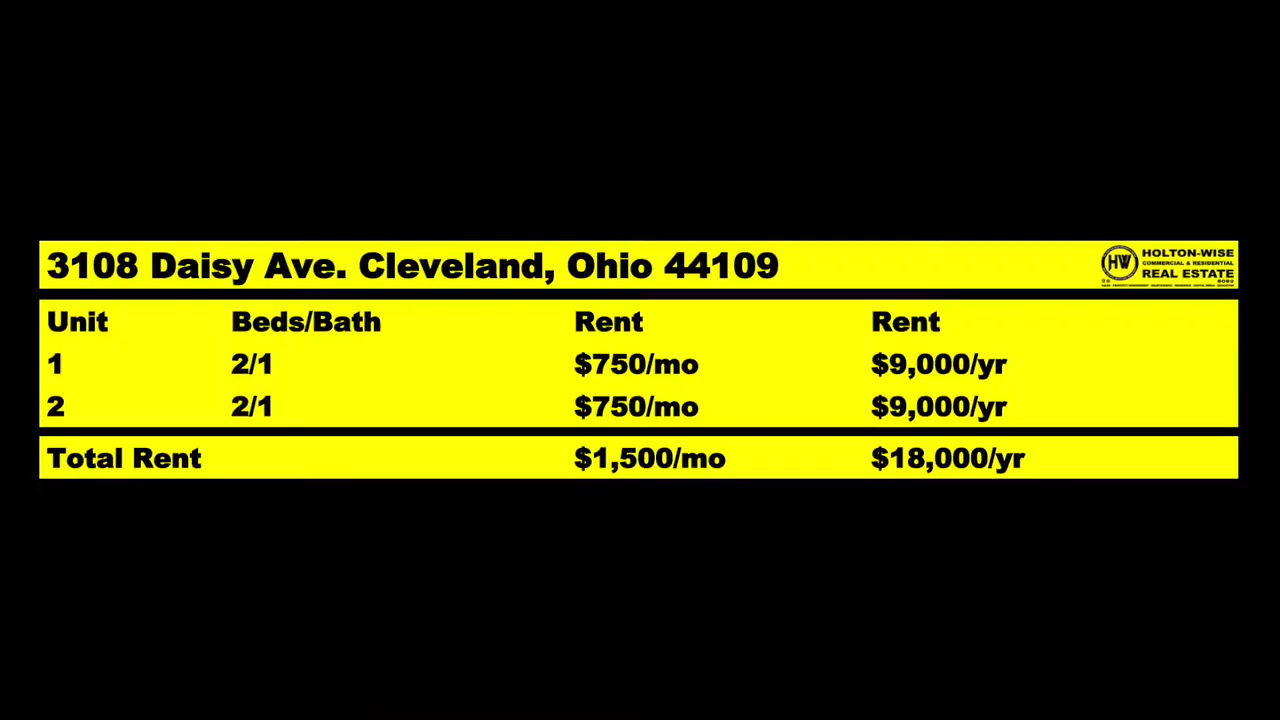 3108 Daisy Ave. Cleveland, Ohio 44109
HW
HOLTON-WISE
COMMERCIAL & RESIDENTIAL
REAL ESTATE
Unit Beds/Bath Rent Rent
1 2/1 $750/mo $9,000/yr
2 2/1 $750/mo $9,000/yr
Total Rent $1,500/mo $18,000/yr